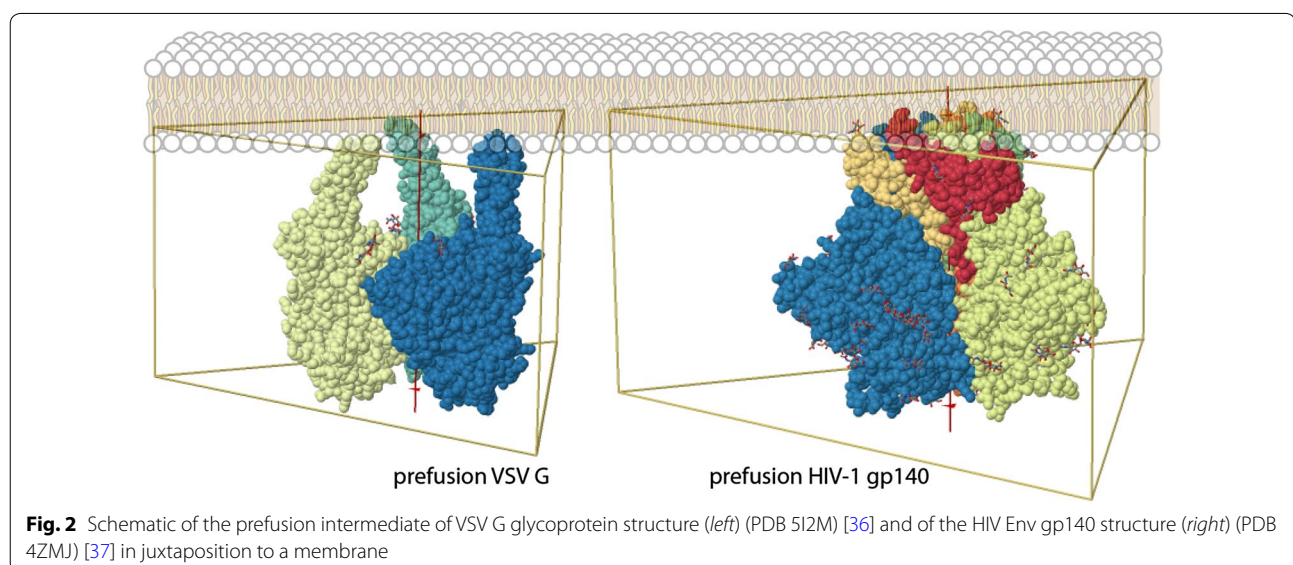 prefusion VSV G
prefusion HIV-1 gp140
Fig. 2 Schematic of the prefusion intermediate of VSV G glycoprotein structure (left) (PDB 5I2M) [36] and of the HIV Env gp140 structure (right) (PDB
4ZMJ) [37] in juxtaposition to a membrane